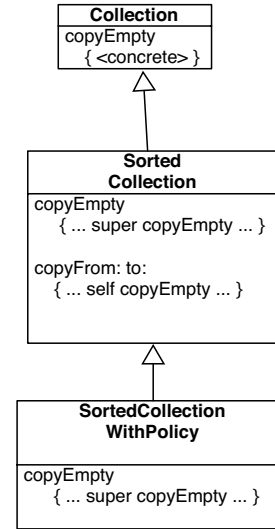 Collection
copyEmpty
{ <concrete> }
Sorted
Collection
copyEmpty
{ ... super copyEmpty ... }
copyFrom: to:
{ ... self copyEmpty ... }
SortedCollection
WithPolicy
copyEmpty
{ ... super copyEmpty ... }